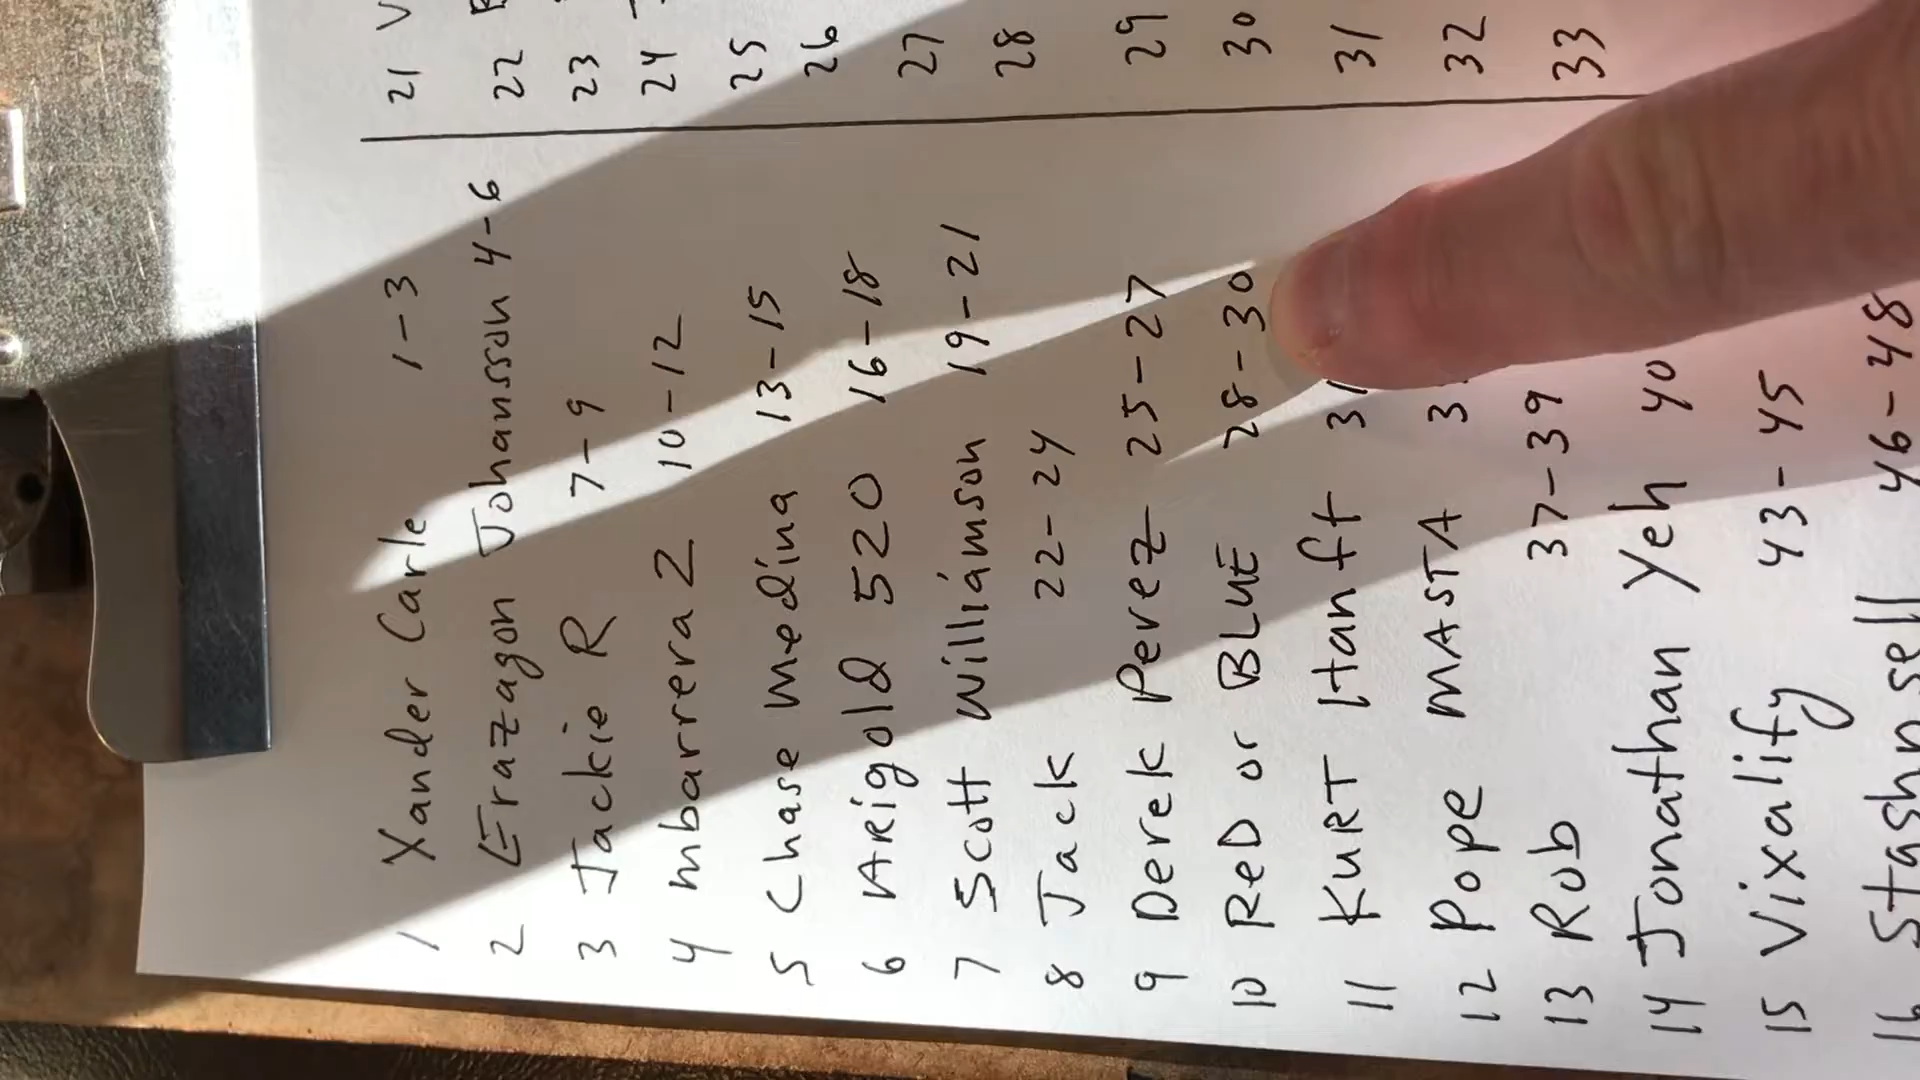 1 Xander Carle 1-3
2 Erazagon Johansson 4-6
3 Jackie R 7-9
4 mbarrera2 10-12
5 Chase medina 13-15
6 ARigold 520 16-18
7 Scott Williamson 19-21
8 Jack 22-24
9 Derek Perez 25-27
10 ReD or BLUE 28-30
11 KURT Hanft
12 Pope MASTA
13 Rob 37-39
14 Jonathan Yeh 40
15 Vixalify 43-45
16 Stashnsell 46-48
21
22
23
24
25
26
27
28
29
30
31
32
33